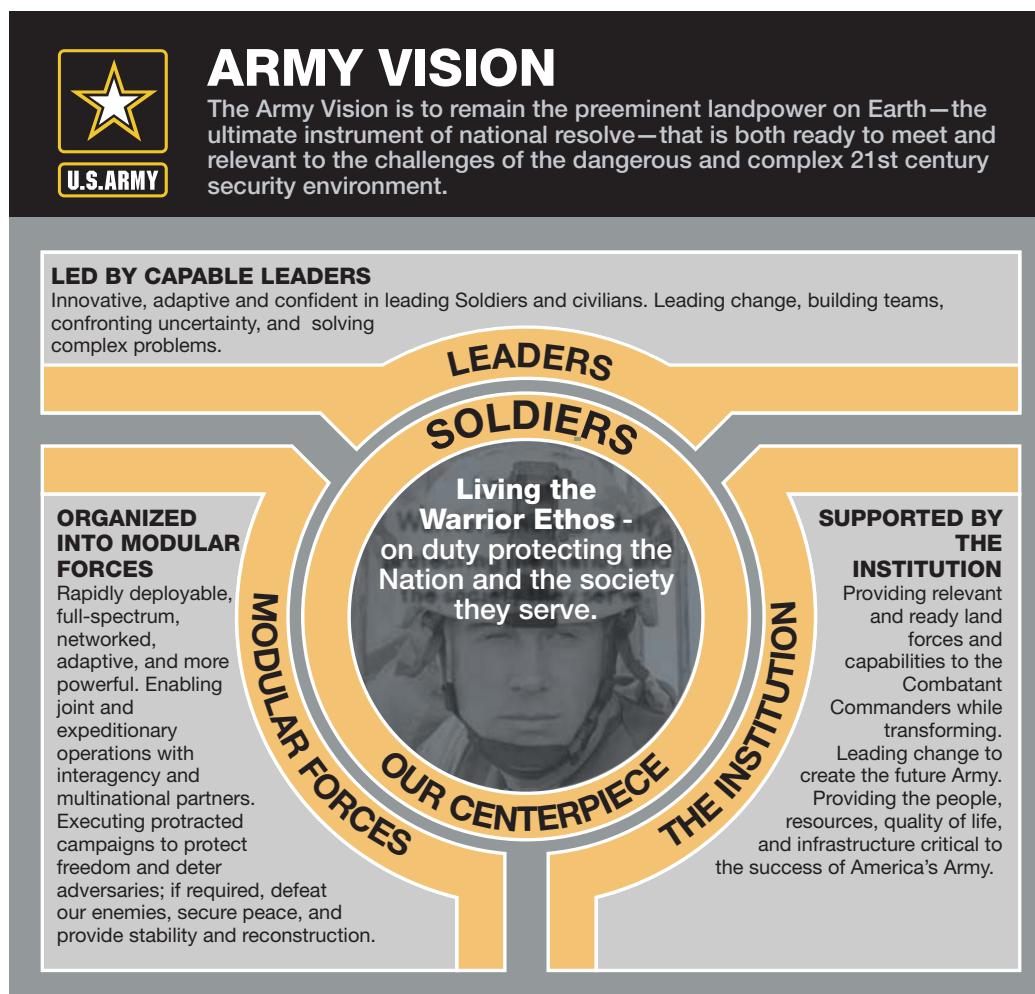 U.S.ARMY
ARMY VISION
The Army Vision is to remain the preeminent landpower on Earth—the
ultimate instrument of national resolve—that is both ready to meet and
relevant to the challenges of the dangerous and complex 21st century
security environment.
LED BY CAPABLE LEADERS
Innovative, adaptive and confident in leading Soldiers and civilians. Leading change, building teams,
confronting uncertainty, and solving
complex problems.
LEADERS
SOLDIERS
Living the
Warrior Ethos -
on duty protecting the
Nation and the society
they serve.
OUR CENTERPIECE
ORGANIZED
INTO MODULAR
FORCES
Rapidly deployable,
full-spectrum,
networked,
adaptive, and more
powerful. Enabling
joint and
expeditionary
operations with
interagency and
multinational partners.
Executing protracted
campaigns to protect
freedom and deter
adversaries; if required, defeat
our enemies, secure peace, and
provide stability and reconstruction.
MODULAR FORCES
THE INSTITUTION
SUPPORTED BY
THE
INSTITUTION
Providing relevant
and ready land
forces and
capabilities to the
Combatant
Commanders while
transforming.
Leading change to
create the future Army.
Providing the people,
resources, quality of life,
and infrastructure critical to
the success of America's Army.